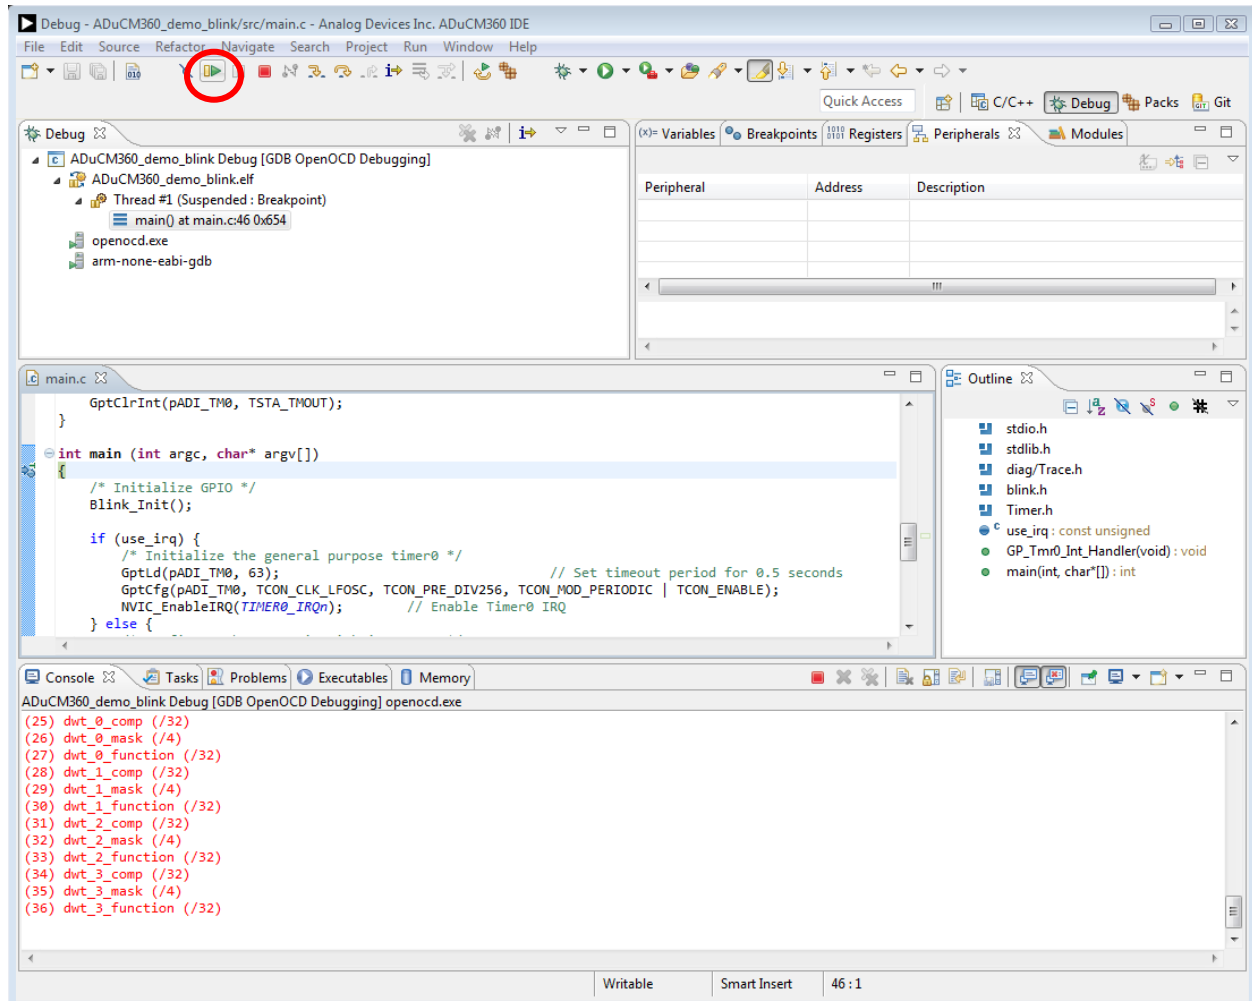 Debug - ADuCM360_demo_blink/src/main.c - Analog Devices Inc. ADuCM360 IDE
File Edit Source Refactor Navigate Search Project Run Window Help
Quick Access C/C++ Debug Packs Git
Debug
ADuCM360_demo_blink Debug [GDB OpenOCD Debugging]
ADuCM360_demo_blink.elf
Thread #1 (Suspended : Breakpoint)
main() at main.c:46 0x654
openocd.exe
arm-none-eabi-gdb
(x)= Variables Breakpoints 1010 0101 Registers Peripherals Modules
Peripheral Address Description
main.c
GptClrInt(pADI_TM0, TSTA_TMOUT);
}
int main (int argc, char* argv[])
{
/* Initialize GPIO */
Blink_Init();
if (use_irq) {
/* Initialize the general purpose timer0 */
GptLd(pADI_TM0, 63); // Set timeout period for 0.5 seconds
GptCfg(pADI_TM0, TCON_CLK_LFOSC, TCON_PRE_DIV256, TCON_MOD_PERIODIC | TCON_ENABLE);
NVIC_EnableIRQ(TIMER0_IRQn); // Enable Timer0 IRQ
} else {
Outline
stdio.h
stdlib.h
diag/Trace.h
blink.h
Timer.h
use_irq : const unsigned
GP_Tmr0_Int_Handler(void) : void
main(int, char*[]) : int
Console Tasks Problems Executables Memory
ADuCM360_demo_blink Debug [GDB OpenOCD Debugging] openocd.exe
(25) dwt_0_comp (/32)
(26) dwt_0_mask (/4)
(27) dwt_0_function (/32)
(28) dwt_1_comp (/32)
(29) dwt_1_mask (/4)
(30) dwt_1_function (/32)
(31) dwt_2_comp (/32)
(32) dwt_2_mask (/4)
(33) dwt_2_function (/32)
(34) dwt_3_comp (/32)
(35) dwt_3_mask (/4)
(36) dwt_3_function (/32)
Writable Smart Insert 46 : 1